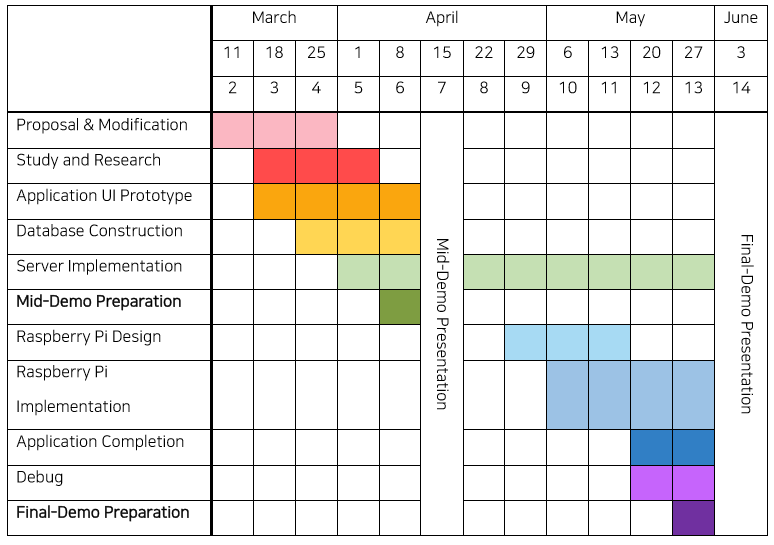 March April May June
11 18 25 1 8 15 22 29 6 13 20 27 3
2 3 4 5 6 7 8 9 10 11 12 13 14
Proposal & Modification
Study and Research
Application UI Prototype
Database Construction
Server Implementation
Mid-Demo Preparation
Raspberry Pi Design
Raspberry Pi
Implementation
Application Completion
Debug
Final-Demo Preparation
Mid-Demo Presentation
Final-Demo Presentation